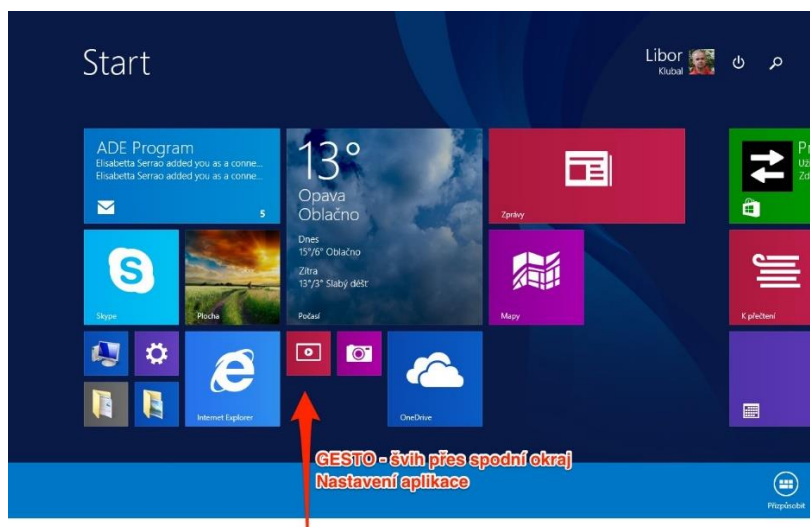 Start
Libor
Klubal
ADE Program
Elisabetta Serrao added you as a conne...
Elisabetta Serrao added you as a conne...
5
13°
Opava
Oblačno
Dnes
15°/6° Oblačno
Zítra
13°/3° Slabý déšť
Počasí
Zprávy
Skype
Plocha
Mapy
K přečtení
Internet Explorer
OneDrive
GESTO - švih přes spodní okraj
Nastavení aplikace
Přizpůsobit